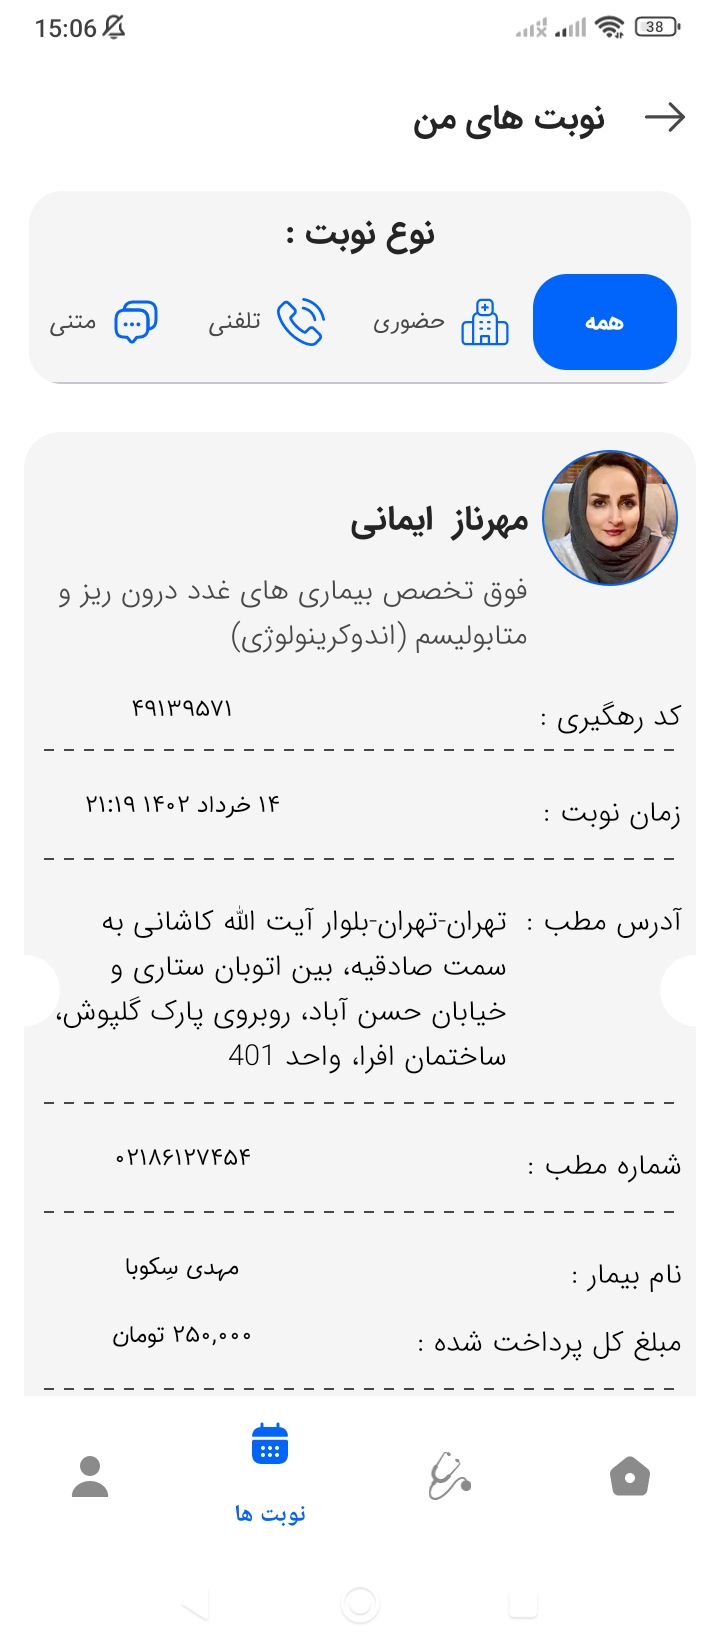 15:06
38
نوبت های من
نوع نوبت :
همه
حضوری
تلفنی
متنی
مهرناز ایمانی
فوق تخصص بیماری های غدد درون ریز و
متابولیسم (اندوکرینولوژی)
کد رهگیری : ۴۹۱۳۹۵۷۱
زمان نوبت : ۱۴ خرداد ۱۴۰۲ ۲۱:۱۹
آدرس مطب : تهران-تهران-بلوار آیت الله کاشانی به
سمت صادقیه، بین اتوبان ستاری و
خیابان حسن آباد، روبروی پارک گلپوش،
ساختمان افرا، واحد 401
شماره مطب : ۰۲۱۸۶۱۲۷۴۵۴
نام بیمار : مهدی سِکوبا
مبلغ کل پرداخت شده : ۲۵۰,۰۰۰ تومان
نوبت ها